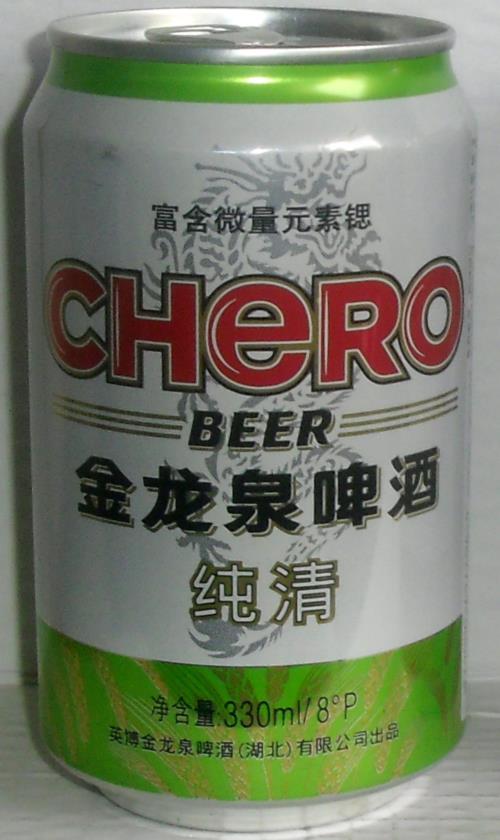 富含微量元素锶
CHeRO
BEER
金龙泉啤酒
纯清
净含量:330ml/8°P
英博金龙泉啤酒(湖北)有限公司出品